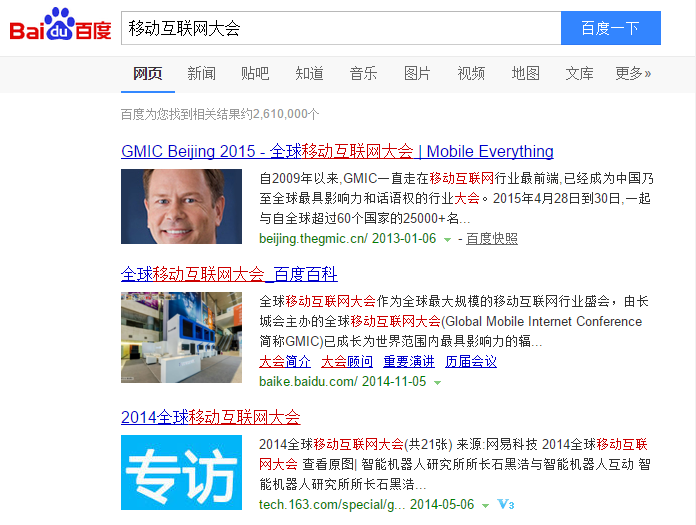 Bai du 百度
移动互联网大会
百度一下
网页 新闻 贴吧 知道 音乐 图片 视频 地图 文库 更多»
百度为您找到相关结果约2,610,000个
GMIC Beijing 2015 - 全球移动互联网大会 | Mobile Everything
自2009年以来,GMIC一直走在移动互联网行业最前端,已经成为中国乃
至全球最具影响力和话语权的行业大会。2015年4月28日到30日,一起
与自全球超过60个国家的25000+名...
beijing.thegmic.cn/ 2013-01-06 - 百度快照
全球移动互联网大会_百度百科
全球移动互联网大会作为全球最大规模的移动互联网行业盛会，由长
城会主办的全球移动互联网大会(Global Mobile Internet Conference
简称GMIC)已成长为世界范围内最具影响力的辐...
大会简介 大会顾问 重要演讲 历届会议
baike.baidu.com/ 2014-11-05
2014全球移动互联网大会
专访
2014全球移动互联网大会(共21张) 来源:网易科技 2014全球移动互联
网大会 查看原图| 智能机器人研究所所长石黑浩与智能机器人互动 智
能机器人研究所所长石黑浩...
tech.163.com/special/g... 2014-05-06 V3